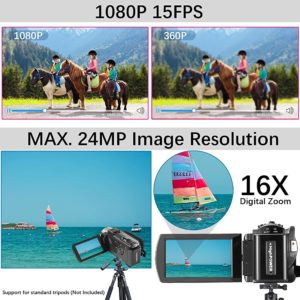 1080P 15FPS
1080P
360P
MAX. 24MP Image Resolution
16X
Digital Zoom
Support for standard tripods (Not Included)